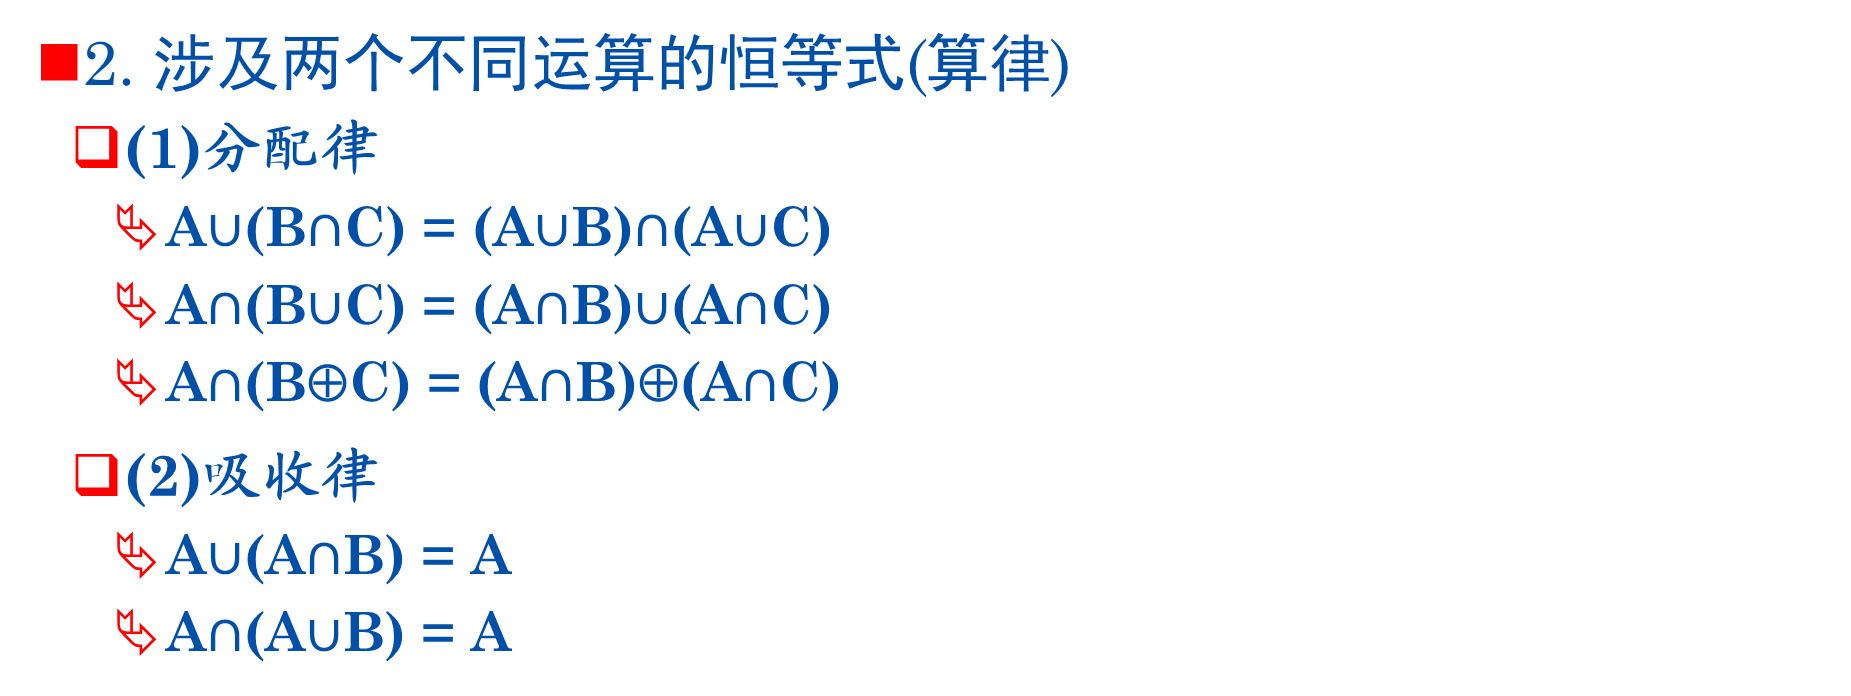 2. 涉及两个不同运算的恒等式(算律)
(1)分配律
A∪(B∩C) = (A∪B)∩(A∪C)
A∩(B∪C) = (A∩B)∪(A∩C)
A∩(B⊕C) = (A∩B)⊕(A∩C)
(2)吸收律
A∪(A∩B) = A
A∩(A∪B) = A